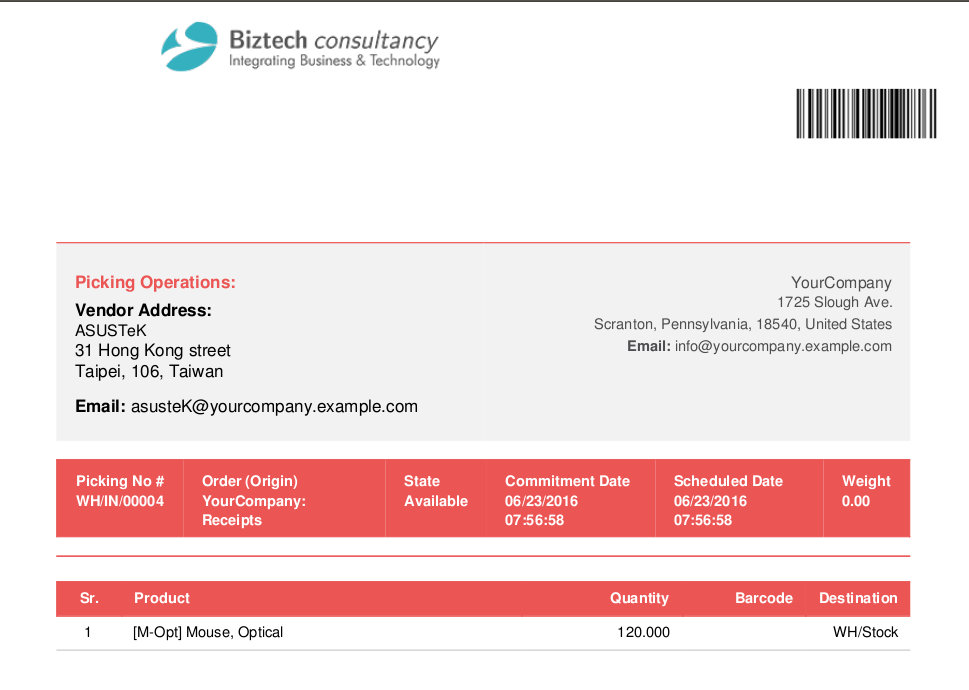 Biztech consultancy
Integrating Business & Technology
Picking Operations:
Vendor Address:
ASUSTeK
31 Hong Kong street
Taipei, 106, Taiwan
Email: asusteK@yourcompany.example.com
YourCompany
1725 Slough Ave.
Scranton, Pennsylvania, 18540, United States
Email: info@yourcompany.example.com
Picking No # Order (Origin) State Commitment Date Scheduled Date Weight
WH/IN/00004 YourCompany: Available 06/23/2016 06/23/2016 0.00
Receipts 07:56:58 07:56:58
Sr. Product Quantity Barcode Destination
1 [M-Opt] Mouse, Optical 120.000 WH/Stock